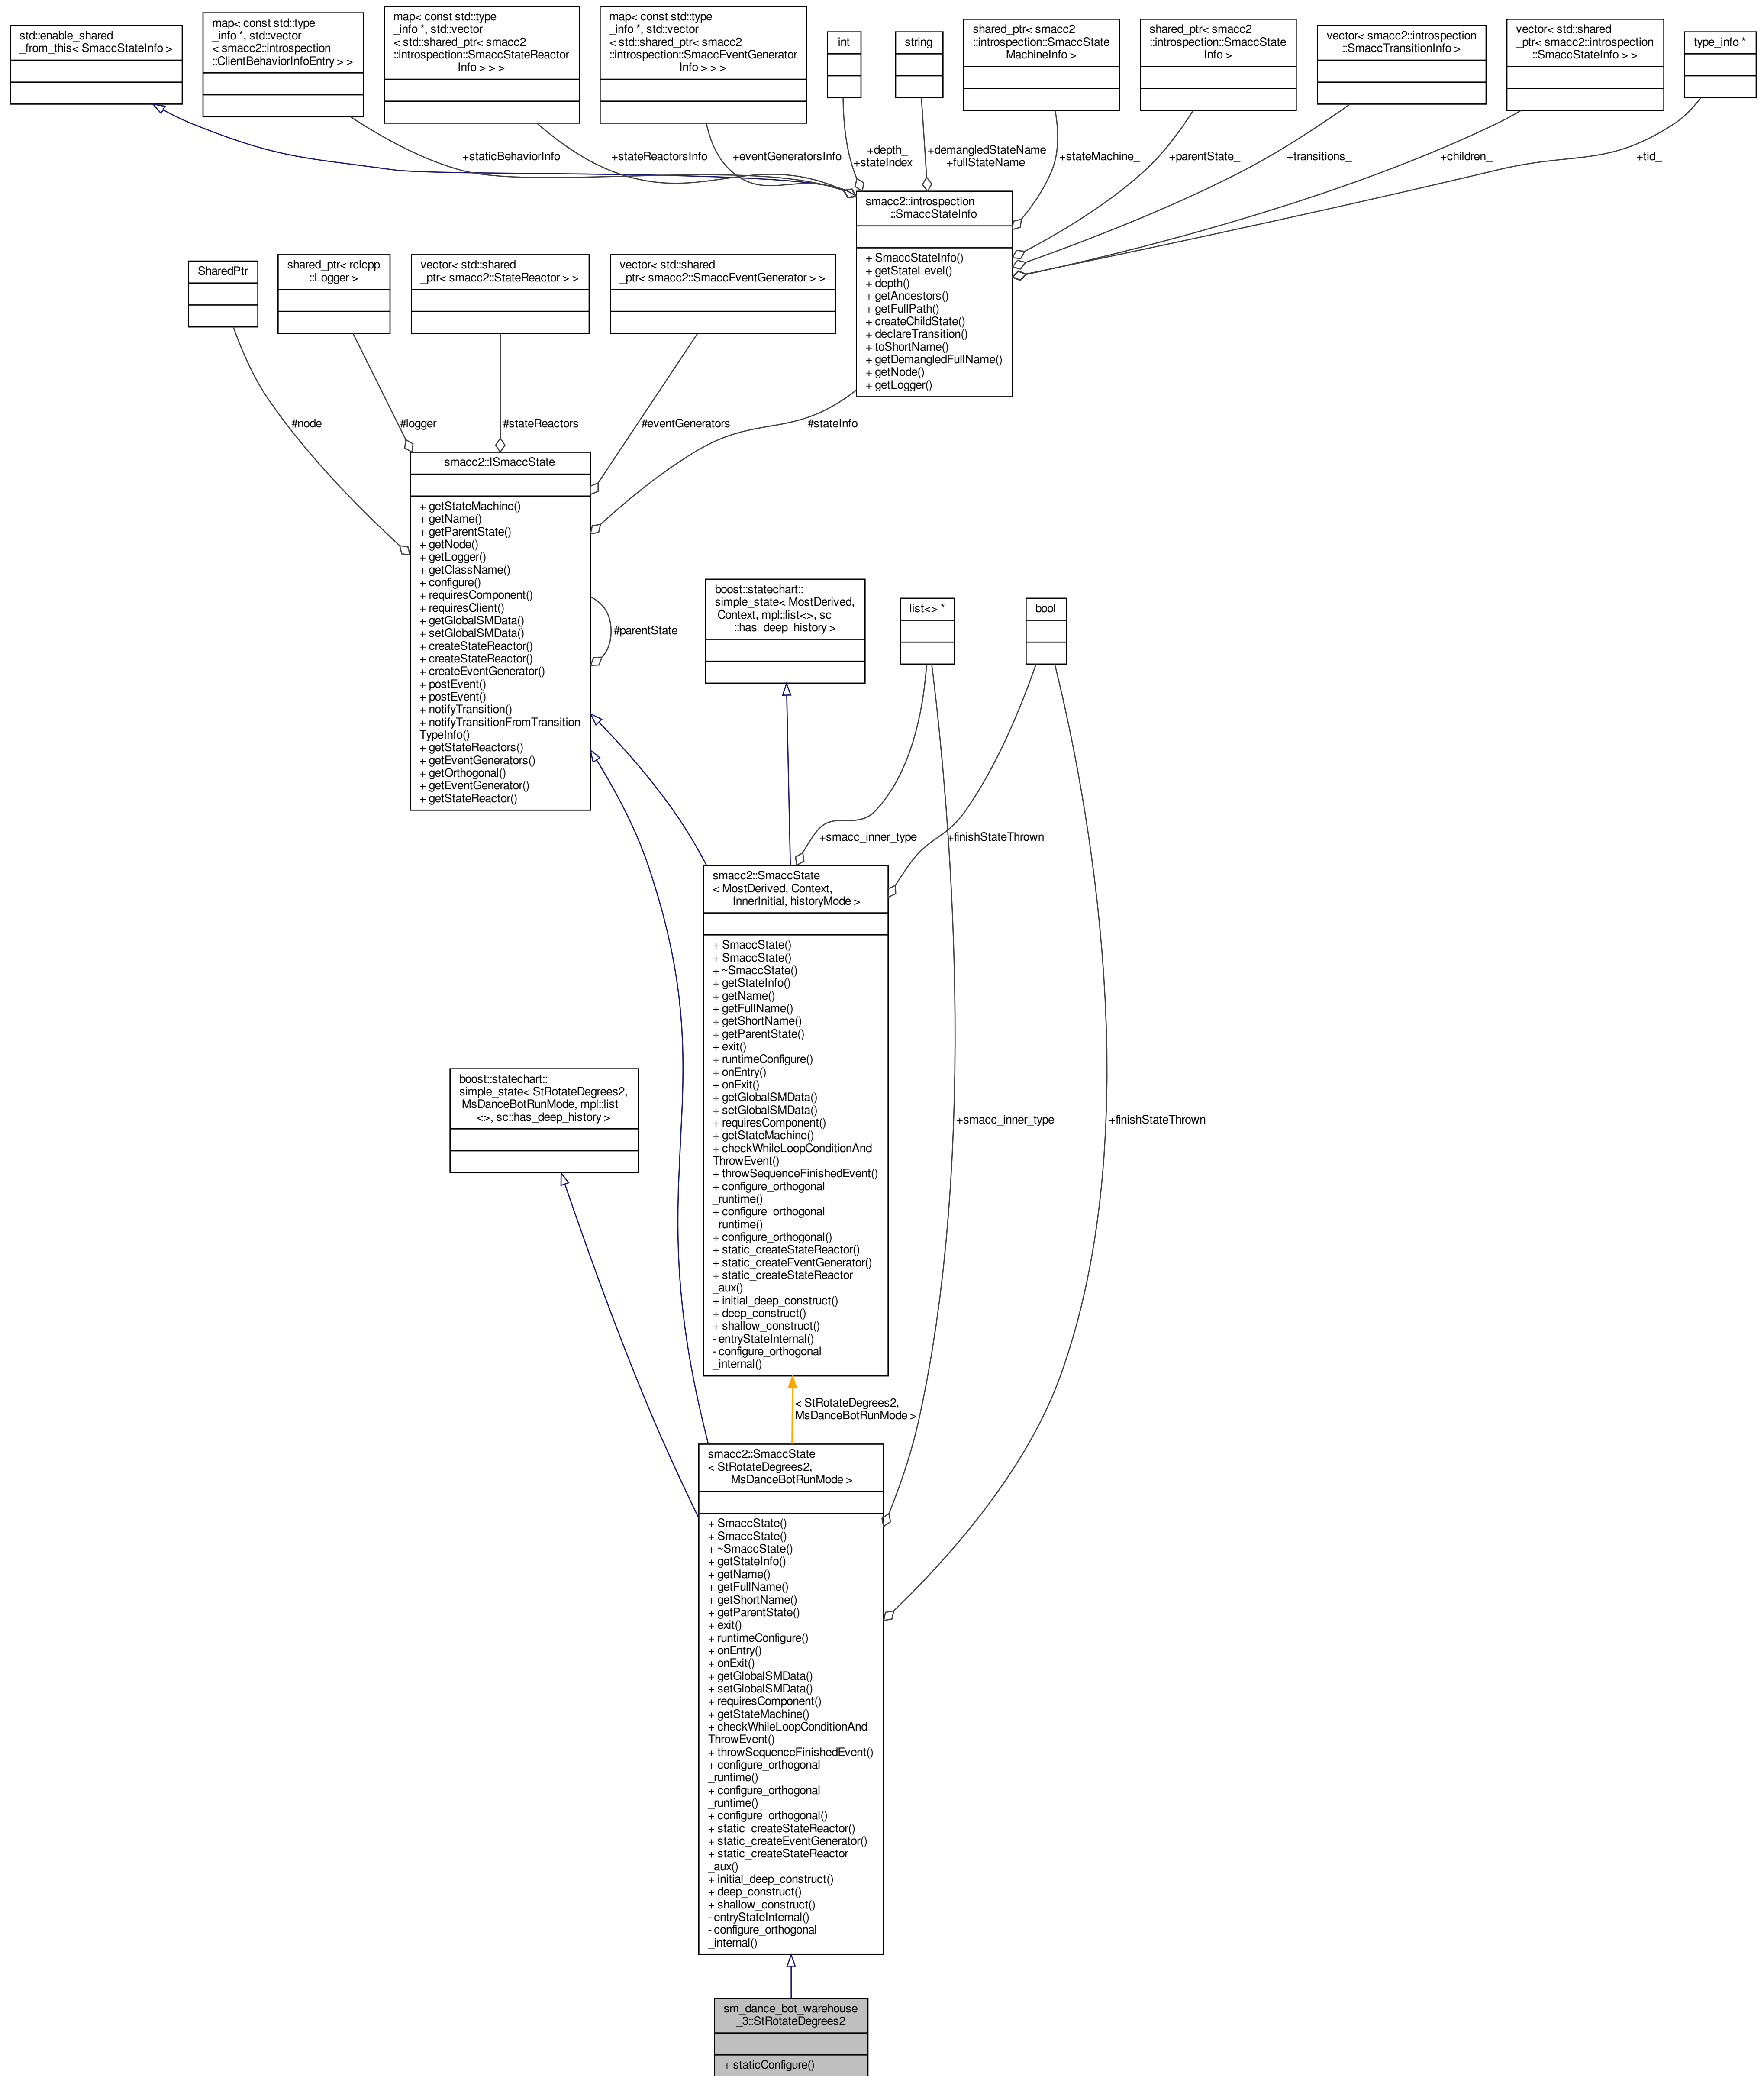 std::enable_shared
_from_this< SmaccStateInfo >
map< const std::type
_info *, std::vector
< smacc2::introspection
::ClientBehaviorInfoEntry > >
map< const std::type
_info *, std::vector
< std::shared_ptr< smacc2
::introspection::SmaccStateReactor
Info > > >
map< const std::type
_info *, std::vector
< std::shared_ptr< smacc2
::introspection::SmaccEventGenerator
Info > > >
int
string
shared_ptr< smacc2
::introspection::SmaccState
MachineInfo >
shared_ptr< smacc2
::introspection::SmaccState
Info >
vector< smacc2::introspection
::SmaccTransitionInfo >
vector< std::shared
_ptr< smacc2::introspection
::SmaccStateInfo > >
type_info *
+staticBehaviorInfo
+stateReactorsInfo
+eventGeneratorsInfo
+depth_
+stateIndex_
+demangledStateName
+fullStateName
+stateMachine_
+parentState_
+transitions_
+children_
+tid_
smacc2::introspection
::SmaccStateInfo
+ SmaccStateInfo()
+ getStateLevel()
+ depth()
+ getAncestors()
+ getFullPath()
+ createChildState()
+ declareTransition()
+ toShortName()
+ getDemangledFullName()
+ getNode()
+ getLogger()
SharedPtr
shared_ptr< rclcpp
::Logger >
vector< std::shared
_ptr< smacc2::StateReactor > >
vector< std::shared
_ptr< smacc2::SmaccEventGenerator > >
#node_
#logger_
#stateReactors_
#eventGenerators_
#stateInfo_
smacc2::ISmaccState
+ getStateMachine()
+ getName()
+ getParentState()
+ getNode()
+ getLogger()
+ getClassName()
+ configure()
+ requiresComponent()
+ requiresClient()
+ getGlobalSMData()
+ setGlobalSMData()
+ createStateReactor()
+ createStateReactor()
+ createEventGenerator()
+ postEvent()
+ postEvent()
+ notifyTransition()
+ notifyTransitionFromTransition
TypeInfo()
+ getStateReactors()
+ getEventGenerators()
+ getOrthogonal()
+ getEventGenerator()
+ getStateReactor()
#parentState_
boost::statechart::
simple_state< MostDerived,
Context, mpl::list<>, sc
::has_deep_history >
list<> *
bool
+smacc_inner_type
+finishStateThrown
smacc2::SmaccState
< MostDerived, Context,
InnerInitial, historyMode >
+ SmaccState()
+ SmaccState()
+ ~SmaccState()
+ getStateInfo()
+ getName()
+ getFullName()
+ getShortName()
+ getParentState()
+ exit()
+ runtimeConfigure()
+ onEntry()
+ onExit()
+ getGlobalSMData()
+ setGlobalSMData()
+ requiresComponent()
+ getStateMachine()
+ checkWhileLoopConditionAnd
ThrowEvent()
+ throwSequenceFinishedEvent()
+ configure_orthogonal
_runtime()
+ configure_orthogonal
_runtime()
+ configure_orthogonal()
+ static_createStateReactor()
+ static_createEventGenerator()
+ static_createStateReactor
_aux()
+ initial_deep_construct()
+ deep_construct()
+ shallow_construct()
- entryStateInternal()
- configure_orthogonal
_internal()
boost::statechart::
simple_state< StRotateDegrees2,
MsDanceBotRunMode, mpl::list
<>, sc::has_deep_history >
+smacc_inner_type
+finishStateThrown
< StRotateDegrees2,
MsDanceBotRunMode >
smacc2::SmaccState
< StRotateDegrees2,
MsDanceBotRunMode >
+ SmaccState()
+ SmaccState()
+ ~SmaccState()
+ getStateInfo()
+ getName()
+ getFullName()
+ getShortName()
+ getParentState()
+ exit()
+ runtimeConfigure()
+ onEntry()
+ onExit()
+ getGlobalSMData()
+ setGlobalSMData()
+ requiresComponent()
+ getStateMachine()
+ checkWhileLoopConditionAnd
ThrowEvent()
+ throwSequenceFinishedEvent()
+ configure_orthogonal
_runtime()
+ configure_orthogonal
_runtime()
+ configure_orthogonal()
+ static_createStateReactor()
+ static_createEventGenerator()
+ static_createStateReactor
_aux()
+ initial_deep_construct()
+ deep_construct()
+ shallow_construct()
- entryStateInternal()
- configure_orthogonal
_internal()
sm_dance_bot_warehouse
_3::StRotateDegrees2
+ staticConfigure()